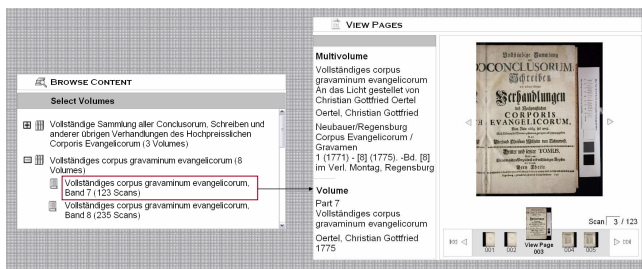 BROWSE CONTENT
Select Volumes
Vollständige Sammlung aller Conclusorum, Schreiben und
anderer übrigen Verhandlungen des Hochpreisslichen
Corporis Evangelicorum (3 Volumes)
Vollständiges corpus gravaminum evangelicorum (8
Volumes)
Vollständiges corpus gravaminum evangelicorum,
Band 7 (123 Scans)
Vollständiges corpus gravaminum evangelicorum,
Band 8 (235 Scans)
VIEW PAGES
Multivolume
Vollständiges corpus
gravaminum evangelicorum
An das Licht gestellet von
Christian Gottfried Oertel
Oertel, Christian Gottfried
Neubauer/Regensburg
Corpus Evangelicorum /
Gravamen
1 (1771) - [8] (1775). -Bd. [8]
im Verl. Montag, Regensburg
Volume
Part 7
Vollständiges corpus
gravaminum evangelicorum
Oertel, Christian Gottfried
1775
Vollständige Sammlung
CONCLUSORUM,
Schreiben
Verhandlungen
CORPORIS
EVANGELICORUM,
Scan 3 / 123
001
002
View Page
003
004
005